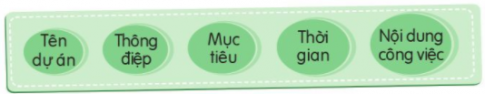 Tên
dự án
Thông
điệp
Mục
tiêu
Thời
gian
Nội dung
công việc